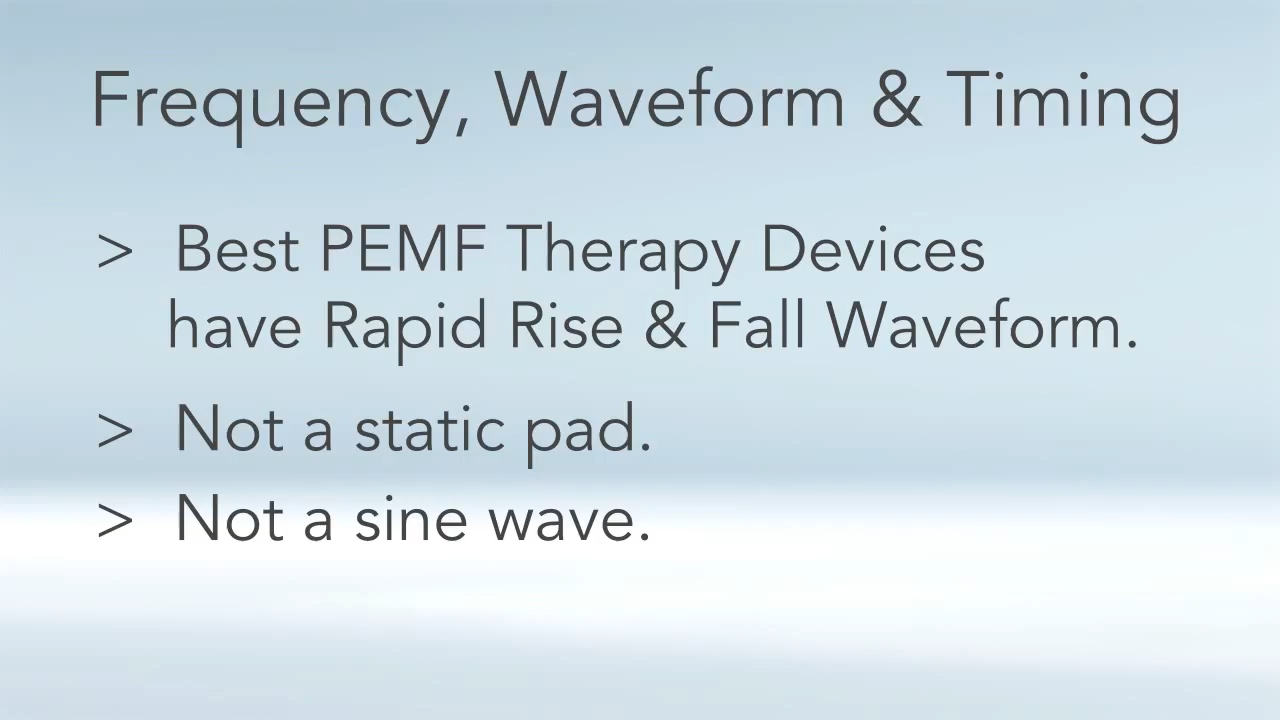 Frequency, Waveform & Timing
> Best PEMF Therapy Devices
have Rapid Rise & Fall Waveform.
> Not a static pad.
> Not a sine wave.